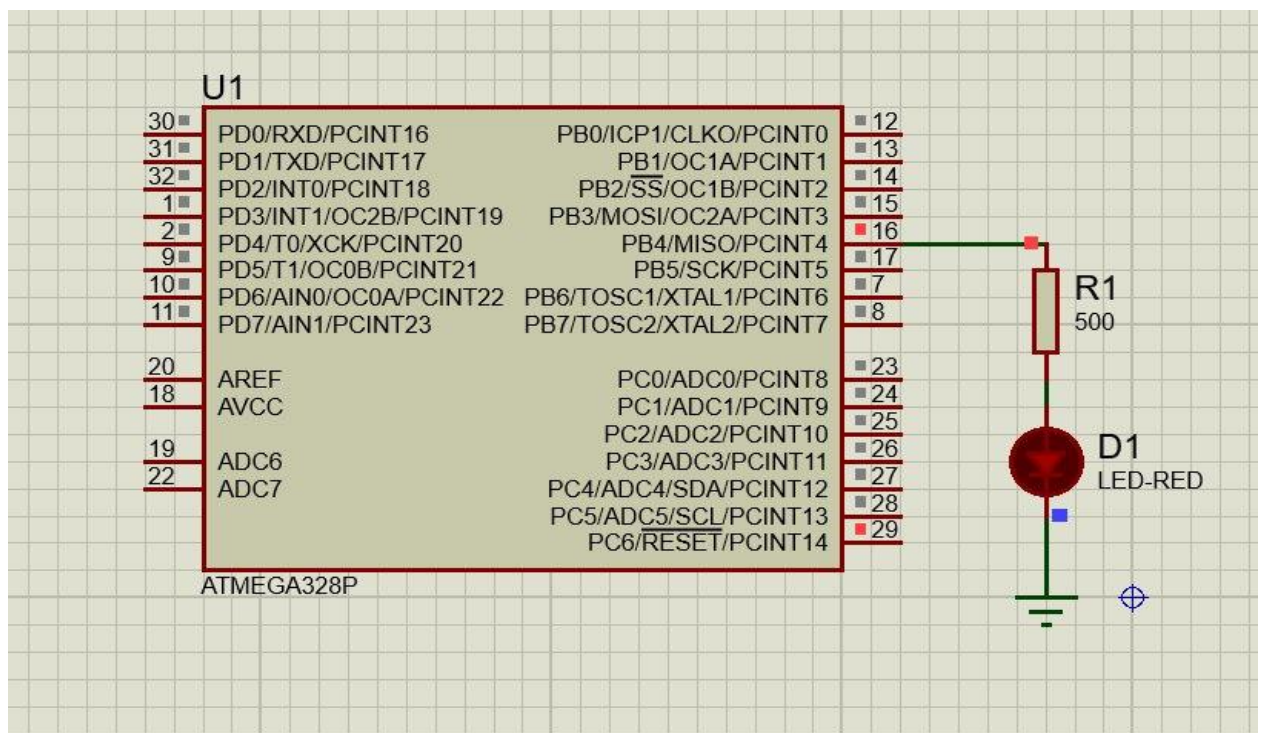 U1
30 PD0/RXD/PCINT16 PB0/ICP1/CLKO/PCINT0 12
31 PD1/TXD/PCINT17 PB1/OC1A/PCINT1 13
32 PD2/INT0/PCINT18 PB2/SS/OC1B/PCINT2 14
1 PD3/INT1/OC2B/PCINT19 PB3/MOSI/OC2A/PCINT3 15
2 PD4/T0/XCK/PCINT20 PB4/MISO/PCINT4 16
9 PD5/T1/OC0B/PCINT21 PB5/SCK/PCINT5 17
10 PD6/AIN0/OC0A/PCINT22 PB6/TOSC1/XTAL1/PCINT6 7
11 PD7/AIN1/PCINT23 PB7/TOSC2/XTAL2/PCINT7 8
20 AREF PC0/ADC0/PCINT8 23
18 AVCC PC1/ADC1/PCINT9 24
PC2/ADC2/PCINT10 25
19 ADC6 PC3/ADC3/PCINT11 26
22 ADC7 PC4/ADC4/SDA/PCINT12 27
PC5/ADC5/SCL/PCINT13 28
PC6/RESET/PCINT14 29
ATMEGA328P
R1
500
D1
LED-RED